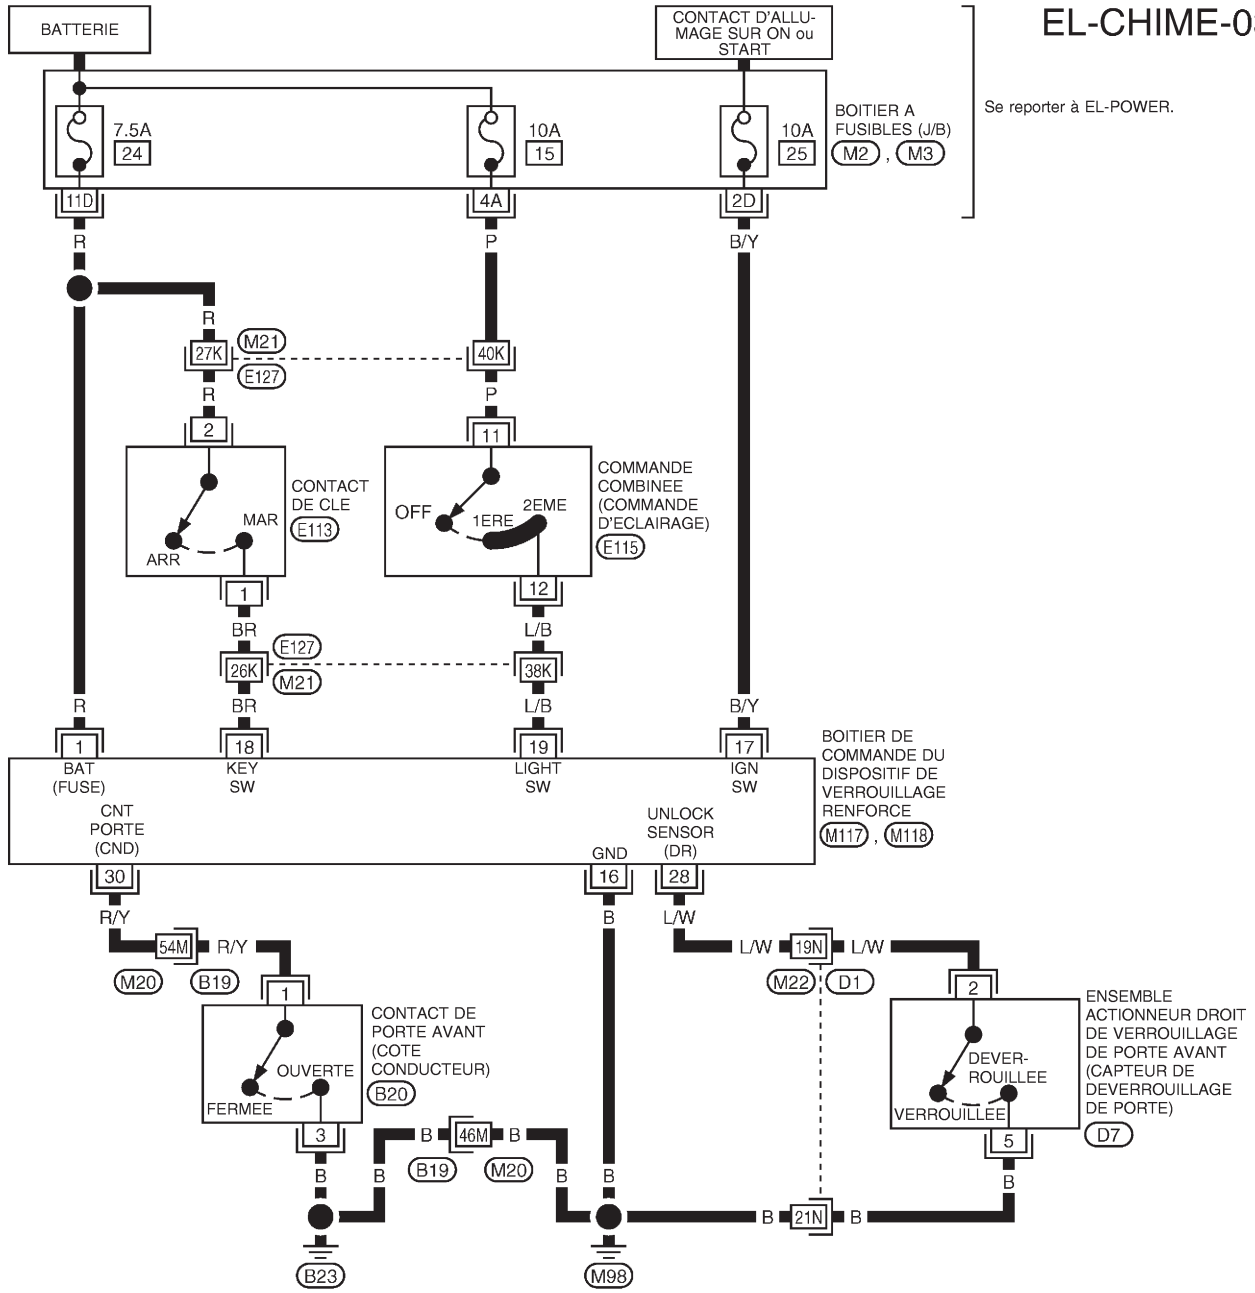 BATTERIE
CONTACT D'ALLU-
MAGE SUR ON ou
START
EL-CHIME-0
Se reporter à EL-POWER.
7.5A
24
10A
15
10A
25
BOITIER A
FUSIBLES (J/B)
M2 , M3
11D
4A
2D
R
P
B/Y
R
27K
M21
E127
40K
R
P
2
11
CONTACT
DE CLE
E113
MAR
ARR
COMMANDE
COMBINEE
(COMMANDE
D'ECLAIRAGE)
E115
OFF
1ERE
2EME
1
12
BR
L/B
E127
26K
M21
38K
R
BR
L/B
B/Y
1
18
19
17
BAT
(FUSE)
KEY
SW
LIGHT
SW
IGN
SW
BOITIER DE
COMMANDE DU
DISPOSITIF DE
VERROUILLAGE
RENFORCE
M117 , M118
CNT
PORTE
(CND)
GND
UNLOCK
SENSOR
(DR)
30
16
28
R/Y
B
L/W
54M
R/Y
M20
B19
L/W
19N
L/W
M22
D1
1
2
CONTACT DE
PORTE AVANT
(COTE
CONDUCTEUR)
B20
OUVERTE
FERMEE
ENSEMBLE
ACTIONNEUR DROIT
DE VERROUILLAGE
DE PORTE AVANT
(CAPTEUR DE
DEVERROUILLAGE
DE PORTE)
D7
DEVER-
ROUILLEE
VERROUILLEE
3
5
B
46M
B
B19
M20
B
B
B
B
B
B
21N
B
B23
M98